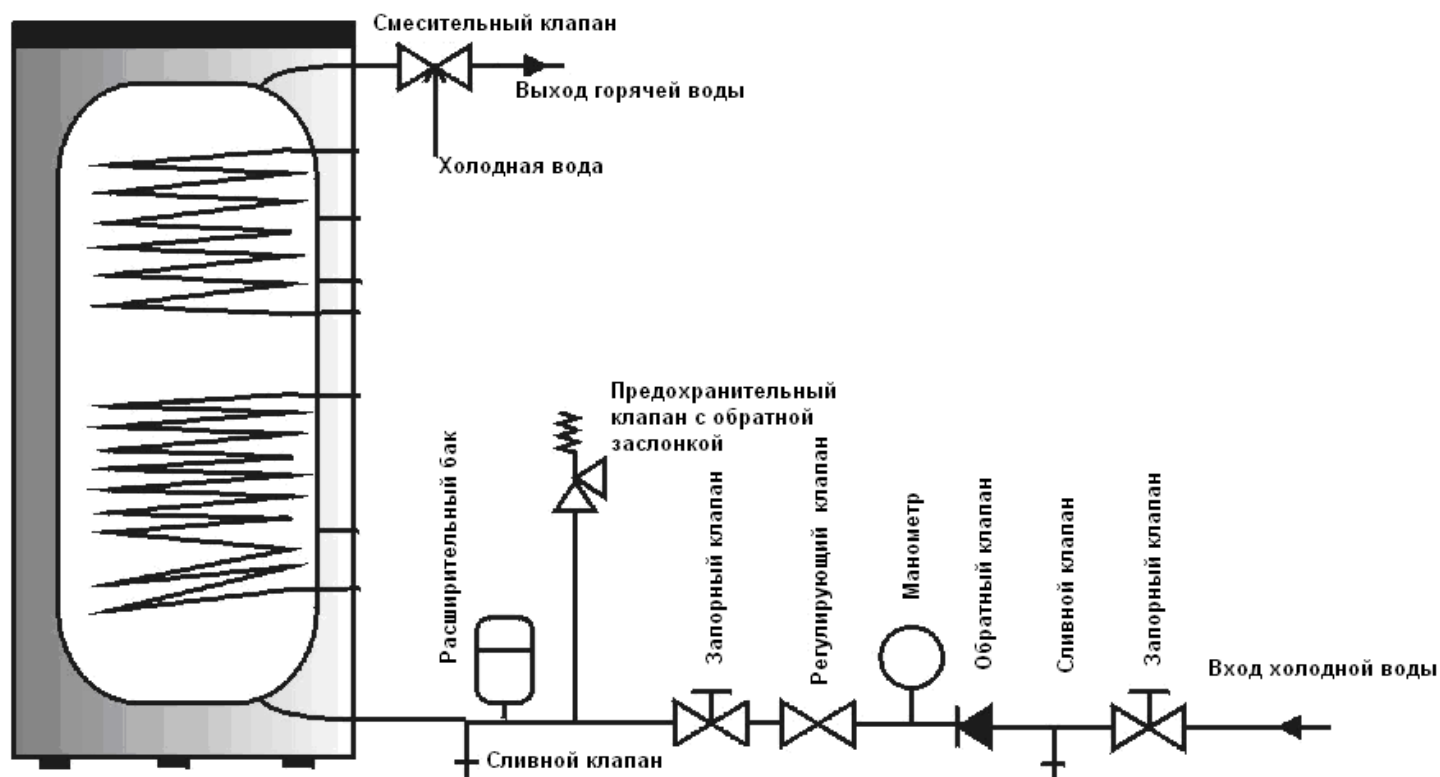 Смесительный клапан
Выход горячей воды
Холодная вода
Предохранительный
клапан с обратной
заслонкой
Расширительный бак
Запорный клапан
Регулирующий клапан
Манометр
Обратный клапан
Сливной клапан
Запорный клапан
Вход холодной воды
Сливной клапан